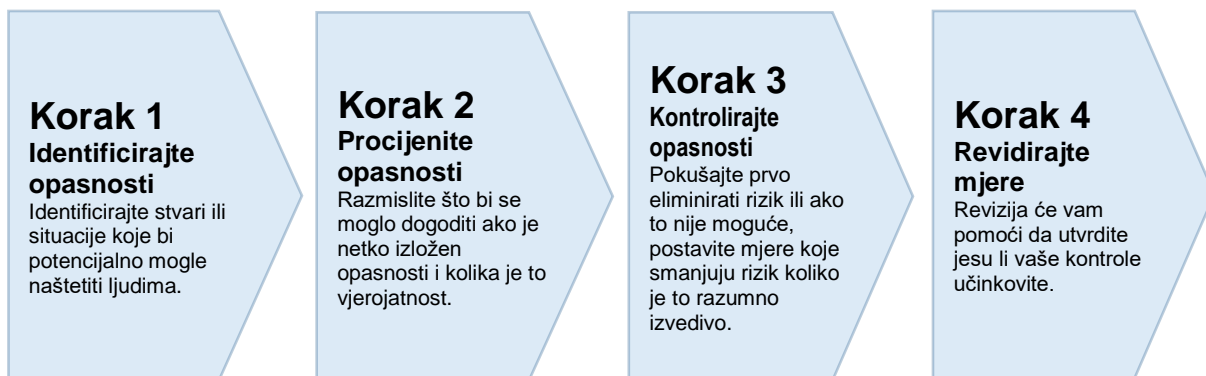 Korak 1
Identificirajte
opasnosti
Identificirajte stvari ili
situacije koje bi
potencijalno mogle
naštetiti ljudima.
Korak 2
Procijenite
opasnosti
Razmislite što bi se
moglo dogoditi ako je
netko izložen
opasnosti i kolika je to
vjerojatnost.
Korak 3
Kontrolirajte
opasnosti
Pokušajte prvo
eliminirati rizik ili ako
to nije moguće,
postavite mjere koje
smanjuju rizik koliko
je to razumno
izvedivo.
Korak 4
Revidirajte
mjere
Revizija će vam
pomoći da utvrdite
jesu li vaše kontrole
učinkovite.